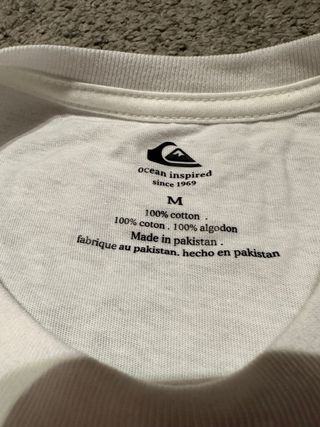 ocean inspired
since 1969
M
100% cotton .
100% coton . 100% algodon
Made in pakistan .
fabrique au pakistan. hecho en pakistan